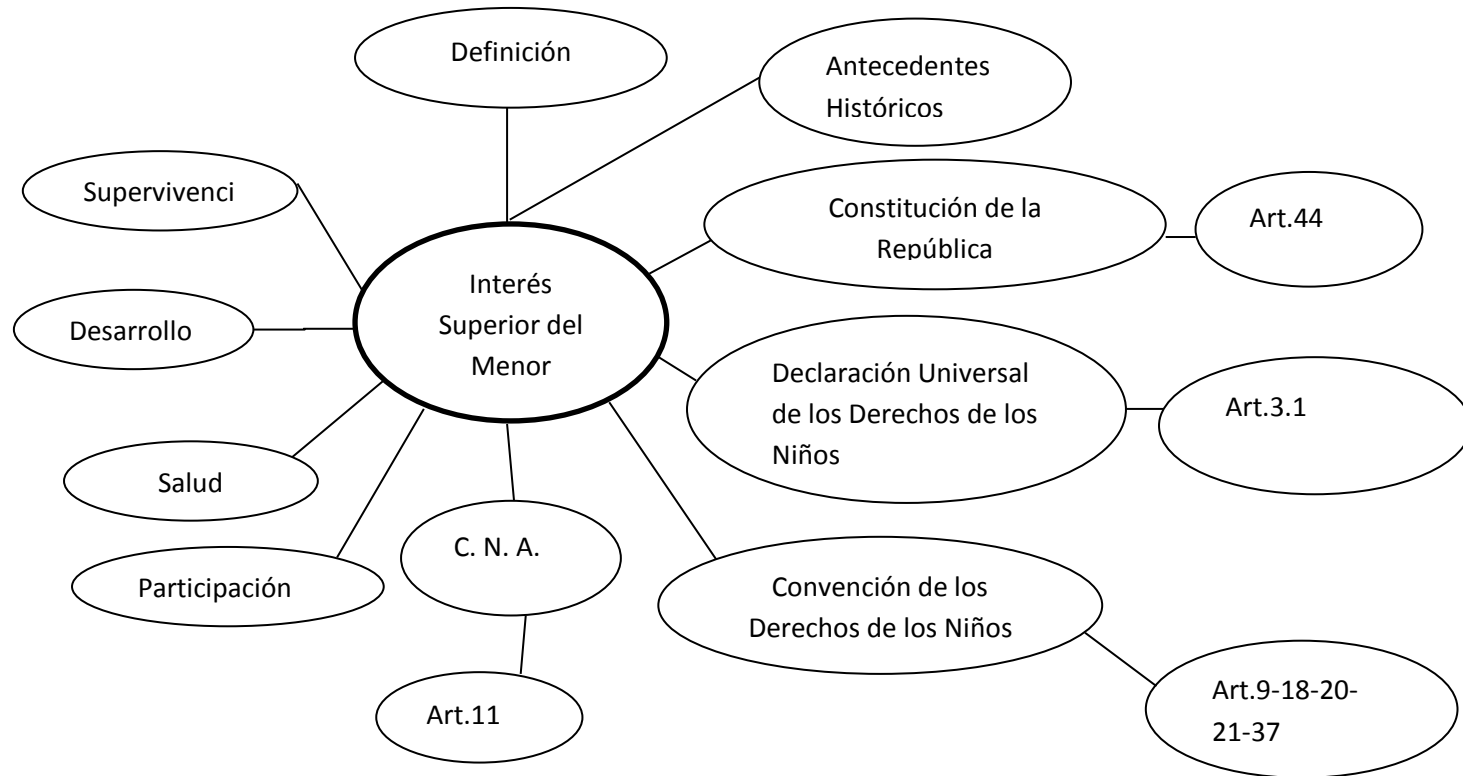 Definición
Antecedentes
Históricos
Supervivenci
Constitución de la
República
Art.44
Interés
Superior del
Menor
Desarrollo
Declaración Universal
de los Derechos de los
Niños
Art.3.1
Salud
C. N. A.
Participación
Convención de los
Derechos de los Niños
Art.11
Art.9-18-20-
21-37